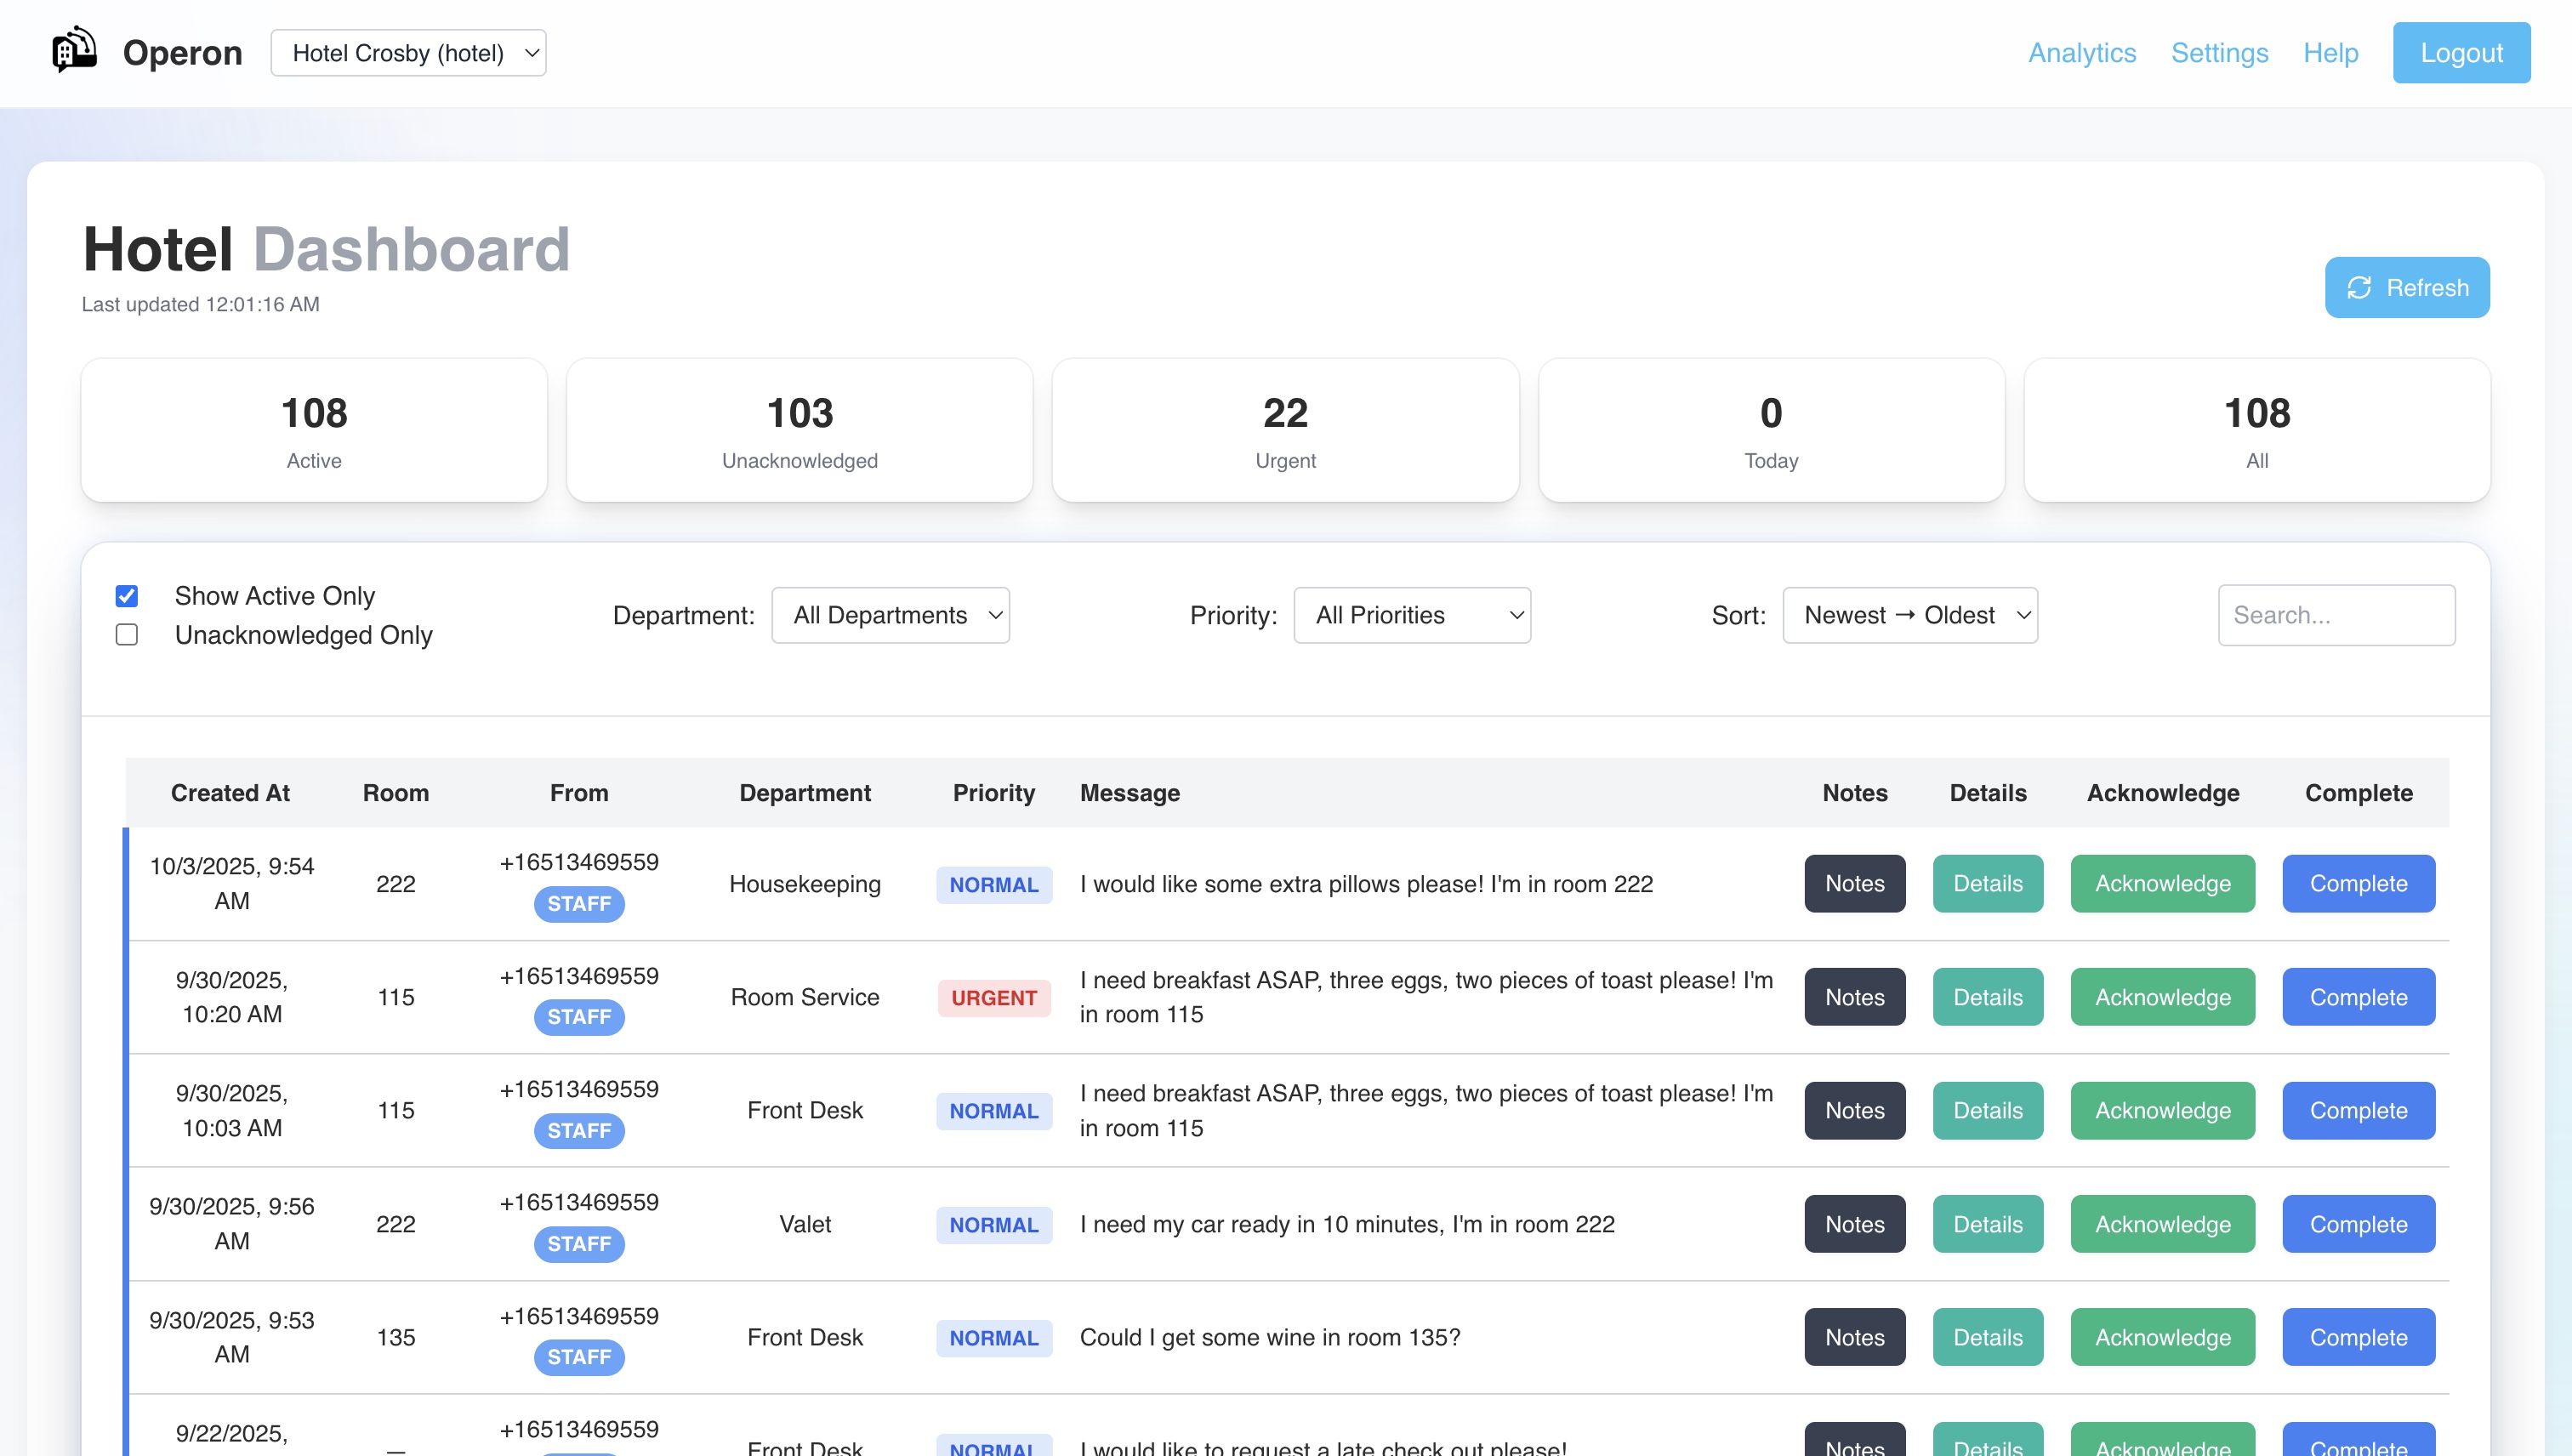 Operon
Hotel Crosby (hotel)
Analytics
Settings
Help
Logout
Hotel Dashboard
Last updated 12:01:16 AM
Refresh
108
Active
103
Unacknowledged
22
Urgent
0
Today
108
All
Show Active Only
Unacknowledged Only
Department:
All Departments
Priority:
All Priorities
Sort:
Newest → Oldest
Search...
Created At Room From Department Priority Message Notes Details Acknowledge Complete
10/3/2025, 9:54
AM
222
+16513469559
STAFF
Housekeeping
NORMAL
I would like some extra pillows please! I'm in room 222
Notes
Details
Acknowledge
Complete
9/30/2025,
10:20 AM
115
+16513469559
STAFF
Room Service
URGENT
I need breakfast ASAP, three eggs, two pieces of toast please! I'm
in room 115
Notes
Details
Acknowledge
Complete
9/30/2025,
10:03 AM
115
+16513469559
STAFF
Front Desk
NORMAL
I need breakfast ASAP, three eggs, two pieces of toast please! I'm
in room 115
Notes
Details
Acknowledge
Complete
9/30/2025, 9:56
AM
222
+16513469559
STAFF
Valet
NORMAL
I need my car ready in 10 minutes, I'm in room 222
Notes
Details
Acknowledge
Complete
9/30/2025, 9:53
AM
135
+16513469559
STAFF
Front Desk
NORMAL
Could I get some wine in room 135?
Notes
Details
Acknowledge
Complete
9/22/2025,
—
+16513469559
Front Desk
NORMAL
I would like to request a late check out please!
Notes
Details
Acknowledge
Complete